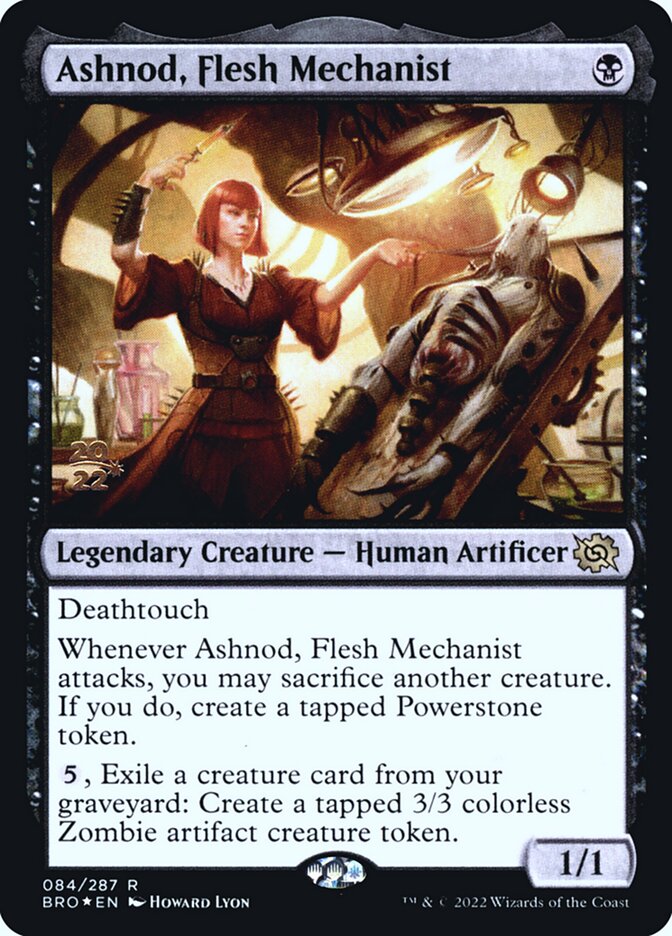 Ashnod, Flesh Mechanist
20
22
Legendary Creature — Human Artificer
Deathtouch
Whenever Ashnod, Flesh Mechanist
attacks, you may sacrifice another creature.
If you do, create a tapped Powerstone
token.
5, Exile a creature card from your
graveyard: Create a tapped 3/3 colorless
Zombie artifact creature token.
1/1
084/287 R
BRO★EN Howard Lyon
™ & © 2022 Wizards of the Coast